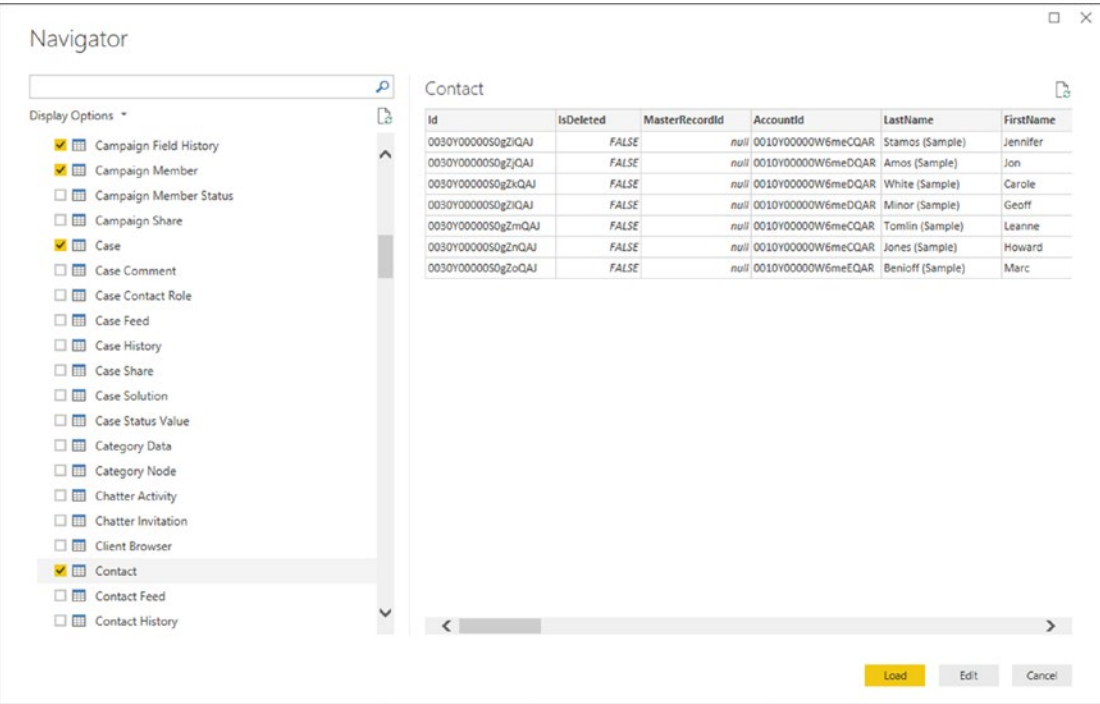 Navigator
Display Options
Campaign Field History
Campaign Member
Campaign Member Status
Campaign Share
Case
Case Comment
Case Contact Role
Case Feed
Case History
Case Share
Case Solution
Case Status Value
Category Data
Category Node
Chatter Activity
Chatter Invitation
Client Browser
Contact
Contact Feed
Contact History
Contact
Id IsDeleted MasterRecordId AccountId LastName FirstName
0030Y00000S0gZiQAJ FALSE null 0010Y00000W6meCQAR Stamos (Sample) Jennifer
0030Y00000S0gZjQAJ FALSE null 0010Y00000W6meDQAR Amos (Sample) Jon
0030Y00000S0gZkQAJ FALSE null 0010Y00000W6meDQAR White (Sample) Carole
0030Y00000S0gZlQAJ FALSE null 0010Y00000W6meDQAR Minor (Sample) Geoff
0030Y00000S0gZmQAJ FALSE null 0010Y00000W6meCQAR Tomlin (Sample) Leanne
0030Y00000S0gZnQAJ FALSE null 0010Y00000W6meCQAR Jones (Sample) Howard
0030Y00000S0gZoQAJ FALSE null 0010Y00000W6meEQAR Benioff (Sample) Marc
Load Edit Cancel